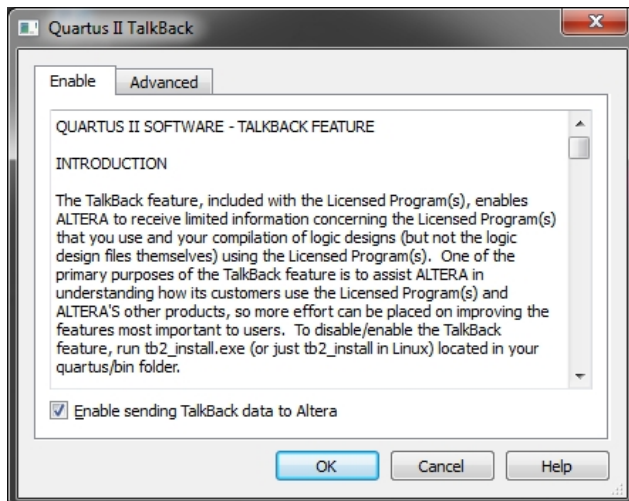 Quartus II TalkBack
Enable
Advanced
QUARTUS II SOFTWARE - TALKBACK FEATURE
INTRODUCTION
The TalkBack feature, included with the Licensed Program(s), enables
ALTERA to receive limited information concerning the Licensed Program(s)
that you use and your compilation of logic designs (but not the logic
design files themselves) using the Licensed Program(s).  One of the
primary purposes of the TalkBack feature is to assist ALTERA in
understanding how its customers use the Licensed Program(s) and
ALTERA'S other products, so more effort can be placed on improving the
features most important to users.  To disable/enable the TalkBack
feature, run tb2_install.exe (or just tb2_install in Linux) located in your
quartus/bin folder.
Enable sending TalkBack data to Altera
OK
Cancel
Help